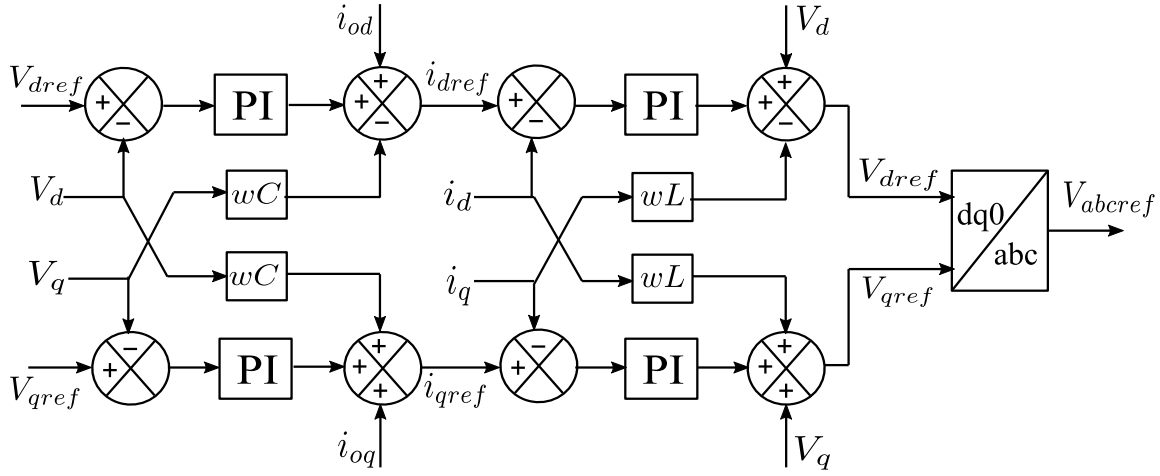 i_od V_d
V_dref + − PI + + − i_dref + − PI + + −
V_d wC i_d wL V_dref
dq0 abc V_abcref
V_q wC i_q wL V_qref
V_qref + − PI + + + i_qref + − PI + + +
i_oq V_q